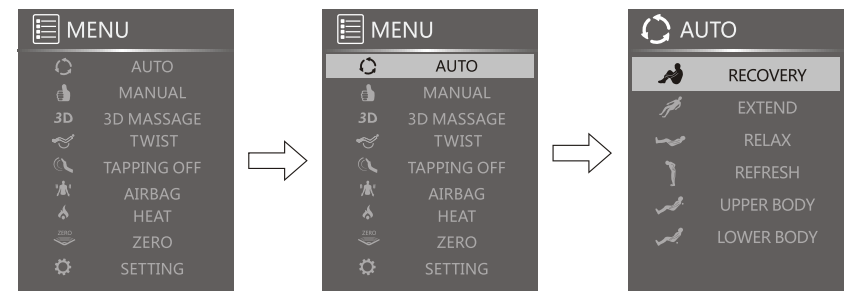 MENU
AUTO
MANUAL
3D 3D MASSAGE
TWIST
TAPPING OFF
AIRBAG
HEAT
ZERO ZERO
SETTING
MENU
AUTO
MANUAL
3D 3D MASSAGE
TWIST
TAPPING OFF
AIRBAG
HEAT
ZERO ZERO
SETTING
AUTO
RECOVERY
EXTEND
RELAX
REFRESH
UPPER BODY
LOWER BODY